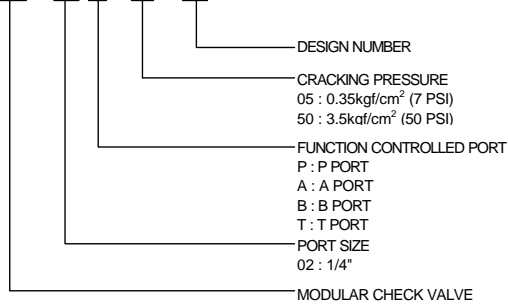 DESIGN NUMBER
CRACKING PRESSURE
05 : 0.35kgf/cm² (7 PSI)
50 : 3.5kgf/cm² (50 PSI)
FUNCTION CONTROLLED PORT
P : P PORT
A : A PORT
B : B PORT
T : T PORT
PORT SIZE
02 : 1/4"
MODULAR CHECK VALVE